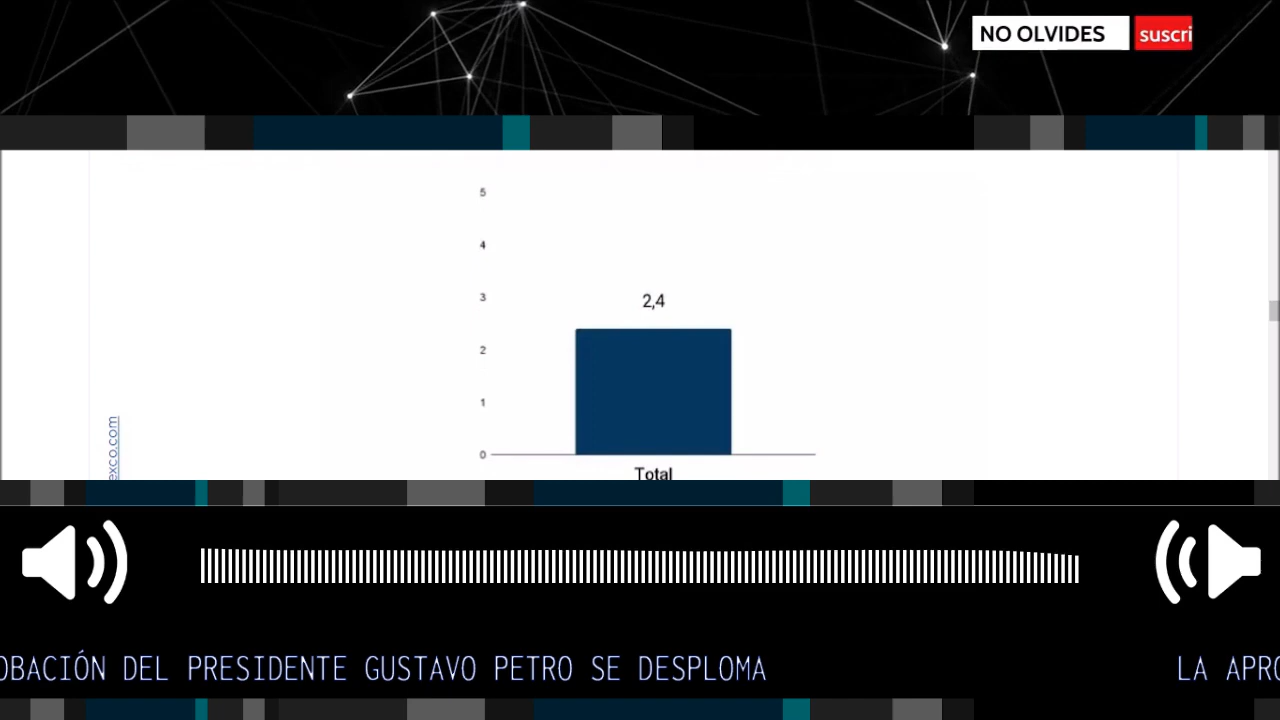 NO OLVIDES
suscri
5
4
3
2,4
2
1
0
Total
exco.com
OBACIÓN DEL PRESIDENTE GUSTAVO PETRO SE DESPLOMA
LA APRO